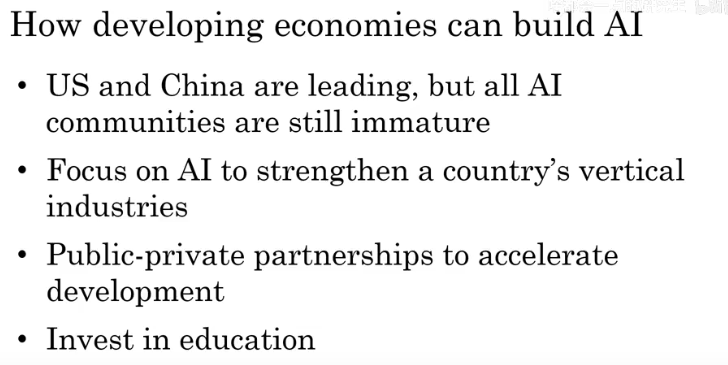 How developing economies can build AI
• US and China are leading, but all AI
communities are still immature
• Focus on AI to strengthen a country's vertical
industries
• Public-private partnerships to accelerate
development
• Invest in education